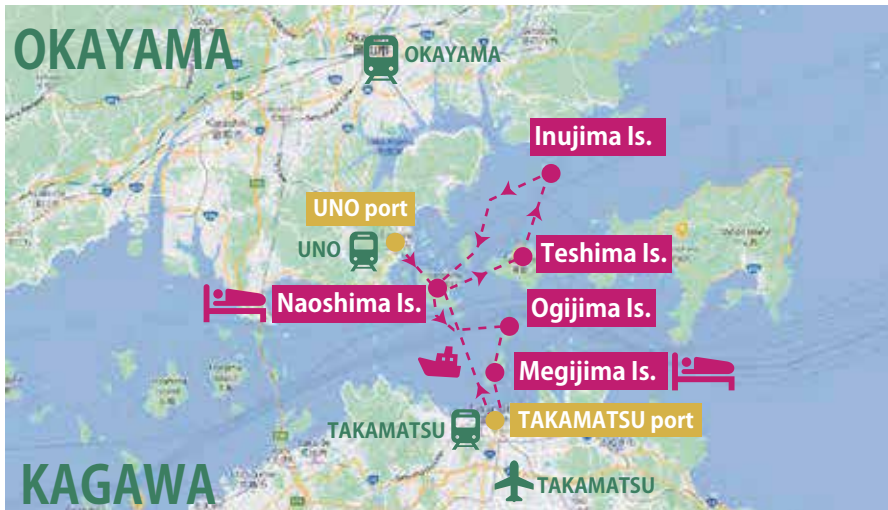 OKAYAMA
OKAYAMA
Inujima Is.
UNO port
UNO
Teshima Is.
Naoshima Is.
Ogijima Is.
Megijima Is.
TAKAMATSU port
TAKAMATSU
KAGAWA
TAKAMATSU